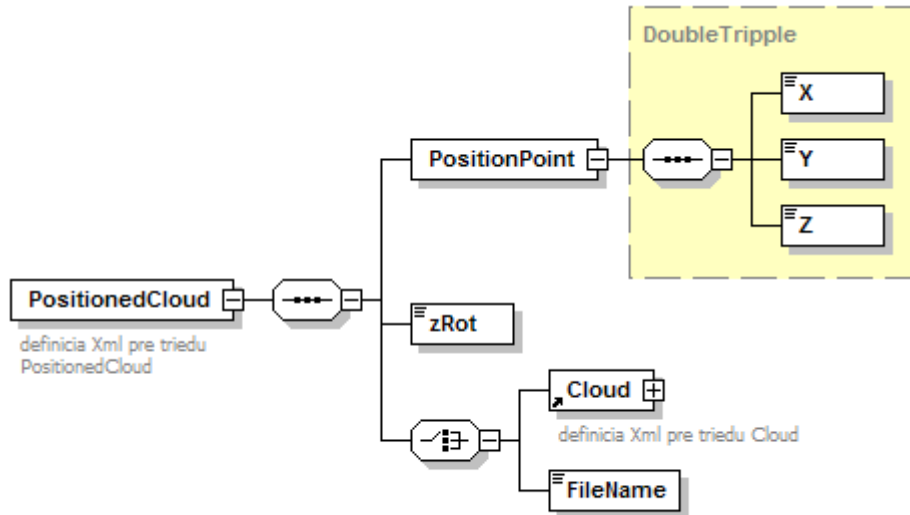 DoubleTripple
X
PositionPoint
Y
Z
PositionedCloud
definicia Xml pre triedu
PositionedCloud
zRot
Cloud
definicia Xml pre triedu Cloud
FileName